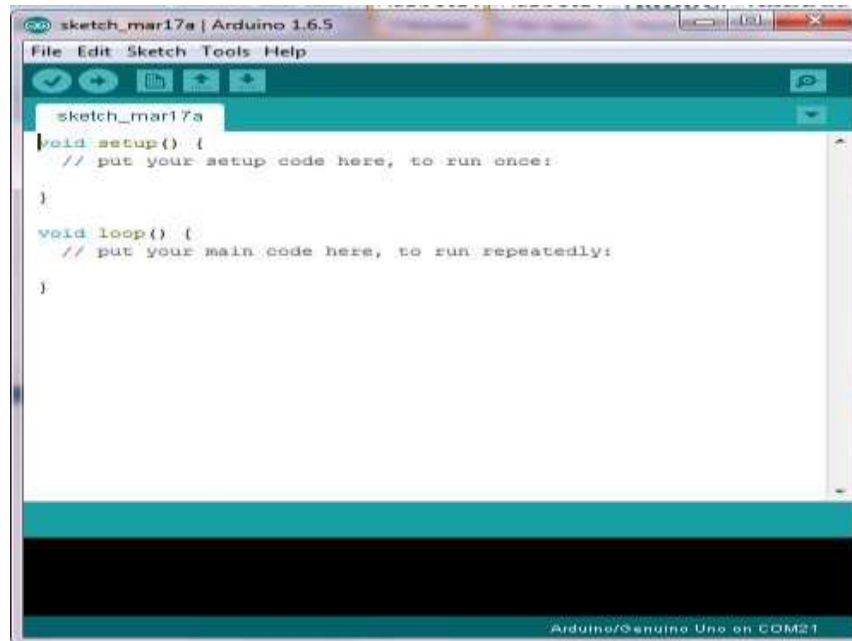 sketch_mar17a | Arduino 1.6.5
File Edit Sketch Tools Help
sketch_mar17a
void setup() {
  // put your setup code here, to run once:
}
void loop() {
  // put your main code here, to run repeatedly:
}
Arduino/Genuino Uno on COM21